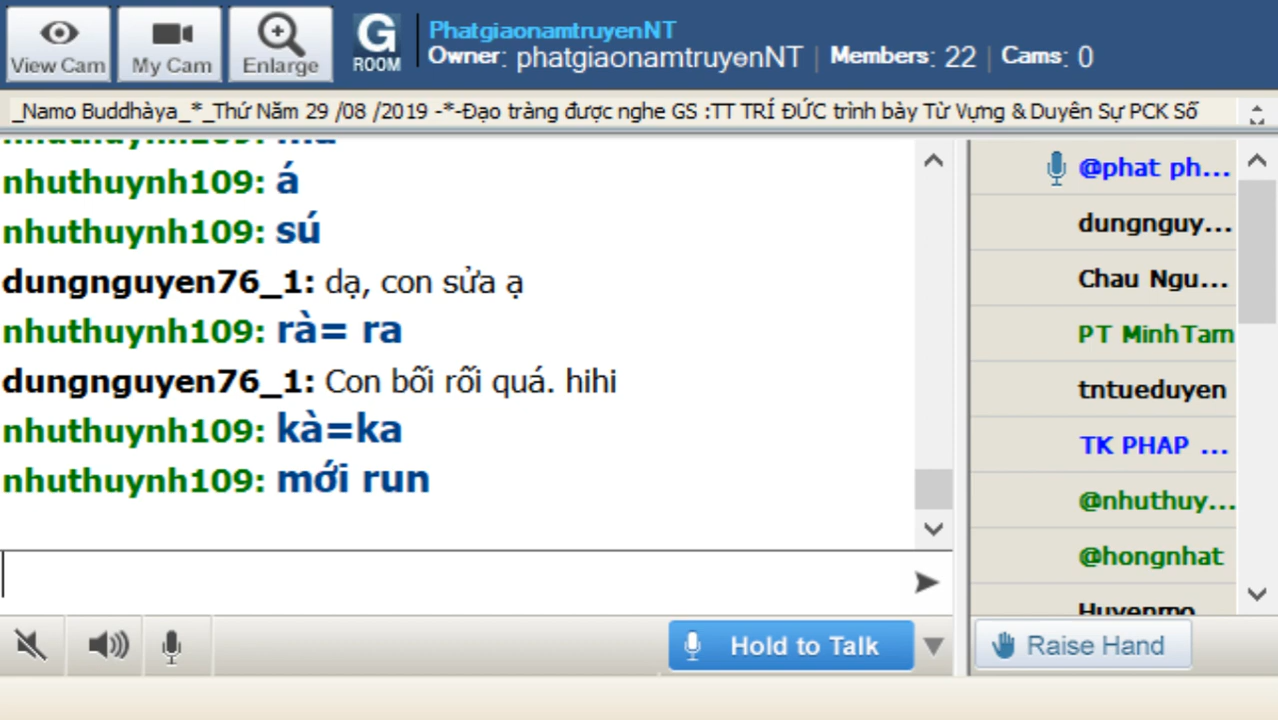 View Cam
My Cam
Enlarge
G
ROOM
PhatgiaonamtruyenNT
Owner: phatgiaonamtruyenNT | Members: 22 | Cams: 0
_Namo Buddhàya_*_Thứ Năm 29 /08 /2019 -*-Đạo tràng được nghe GS :TT TRÍ ĐỨC trình bày Từ Vựng & Duyên Sự PCK Số
nhuthuynh109: á
nhuthuynh109: sú
dungnguyen76_1: dạ, con sửa ạ
nhuthuynh109: rà= ra
dungnguyen76_1: Con bối rối quá. hihi
nhuthuynh109: kà=ka
nhuthuynh109: mới run
@phat ph...
dungnguy...
Chau Ngu...
PT MinhTam
tntueduyen
TK PHAP ...
@nhuthuy...
@hongnhat
Huyenmo
Hold to Talk
Raise Hand